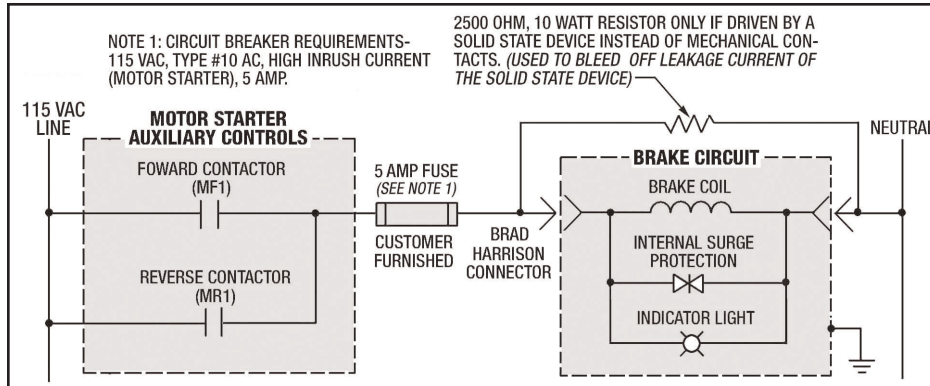 NOTE 1: CIRCUIT BREAKER REQUIREMENTS-
115 VAC, TYPE #10 AC, HIGH INRUSH CURRENT
(MOTOR STARTER), 5 AMP.
2500 OHM, 10 WATT RESISTOR ONLY IF DRIVEN BY A
SOLID STATE DEVICE INSTEAD OF MECHANICAL CON-
TACTS. (USED TO BLEED OFF LEAKAGE CURRENT OF
THE SOLID STATE DEVICE)
115 VAC
LINE
MOTOR STARTER
AUXILIARY CONTROLS
FOWARD CONTACTOR
(MF1)
REVERSE CONTACTOR
(MR1)
5 AMP FUSE
(SEE NOTE 1)
CUSTOMER
FURNISHED
BRAD
HARRISON
CONNECTOR
BRAKE CIRCUIT
BRAKE COIL
INTERNAL SURGE
PROTECTION
INDICATOR LIGHT
NEUTRAL